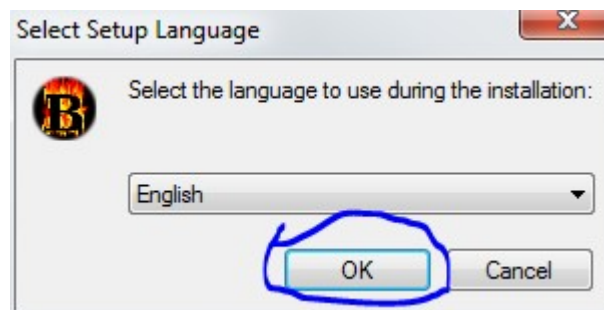 Select Setup Language
X
B
Select the language to use during the installation:
English
OK Cancel